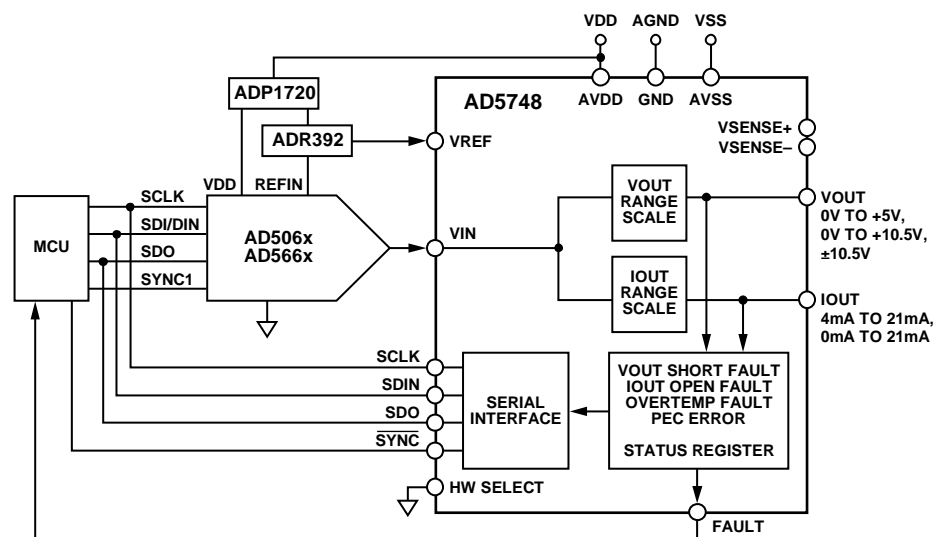 VDD AGND VSS
ADP1720
AD5748
AVDD GND AVSS
ADR392
VREF
VSENSE+
VSENSE–
VDD REFIN
SCLK
SDI/DIN
SDO
SYNC1
MCU
AD506x
AD566x
VIN
VOUT
RANGE
SCALE
VOUT
0V TO +5V,
0V TO +10.5V,
±10.5V
IOUT
RANGE
SCALE
IOUT
4mA TO 21mA,
0mA TO 21mA
SCLK
SDIN
SDO
SYNC
SERIAL
INTERFACE
VOUT SHORT FAULT
IOUT OPEN FAULT
OVERTEMP FAULT
PEC ERROR
STATUS REGISTER
HW SELECT
FAULT